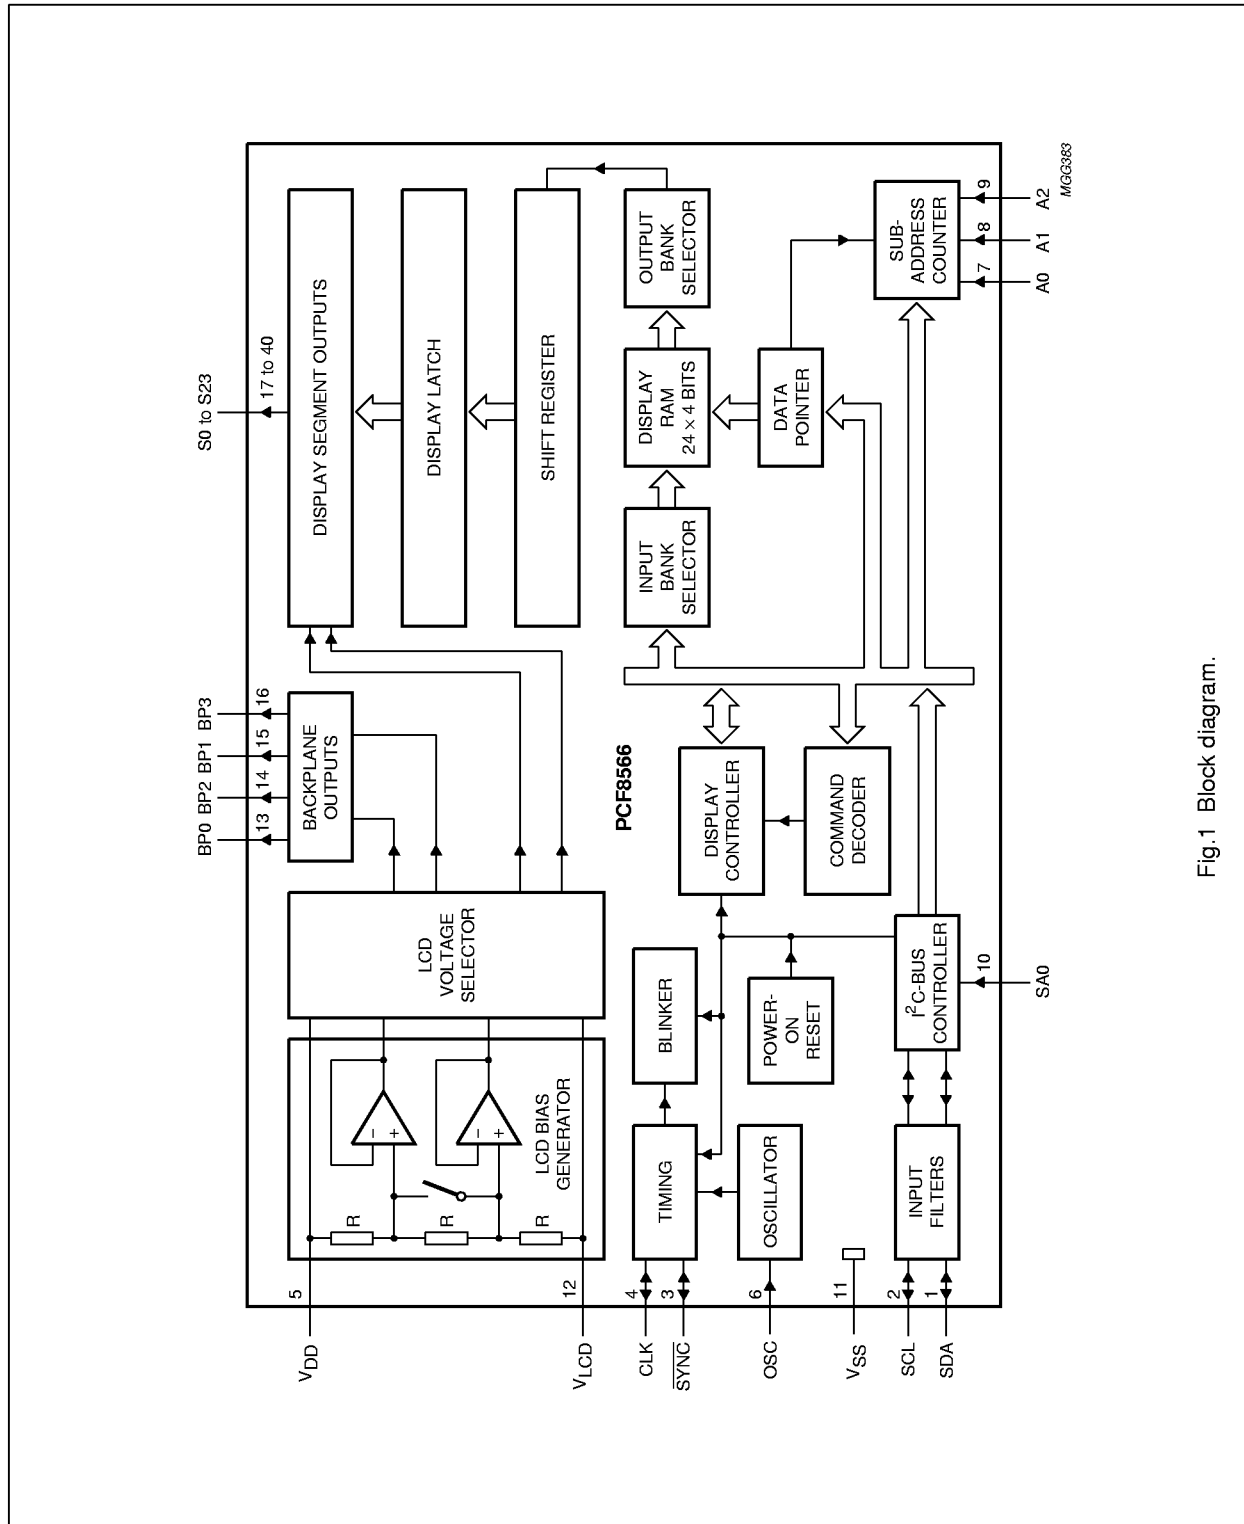 BP0 BP2 BP1 BP3
S0 to S23
13 14 15 16
17 to 40
VDD
5
R
R
R
LCD BIAS
GENERATOR
LCD
VOLTAGE
SELECTOR
BACKPLANE
OUTPUTS
DISPLAY SEGMENT OUTPUTS
DISPLAY LATCH
SHIFT REGISTER
VLCD
12
CLK
4
SYNC
3
TIMING
BLINKER
PCF8566
DISPLAY
CONTROLLER
INPUT
BANK
SELECTOR
DISPLAY
RAM
24 × 4 BITS
OUTPUT
BANK
SELECTOR
OSC
6
OSCILLATOR
POWER-
ON
RESET
COMMAND
DECODER
DATA
POINTER
VSS
11
SCL
2
SDA
1
INPUT
FILTERS
I2C-BUS
CONTROLLER
SUB-
ADDRESS
COUNTER
10
SA0
7 8 9
A0 A1 A2
MGG383
Fig.1 Block diagram.